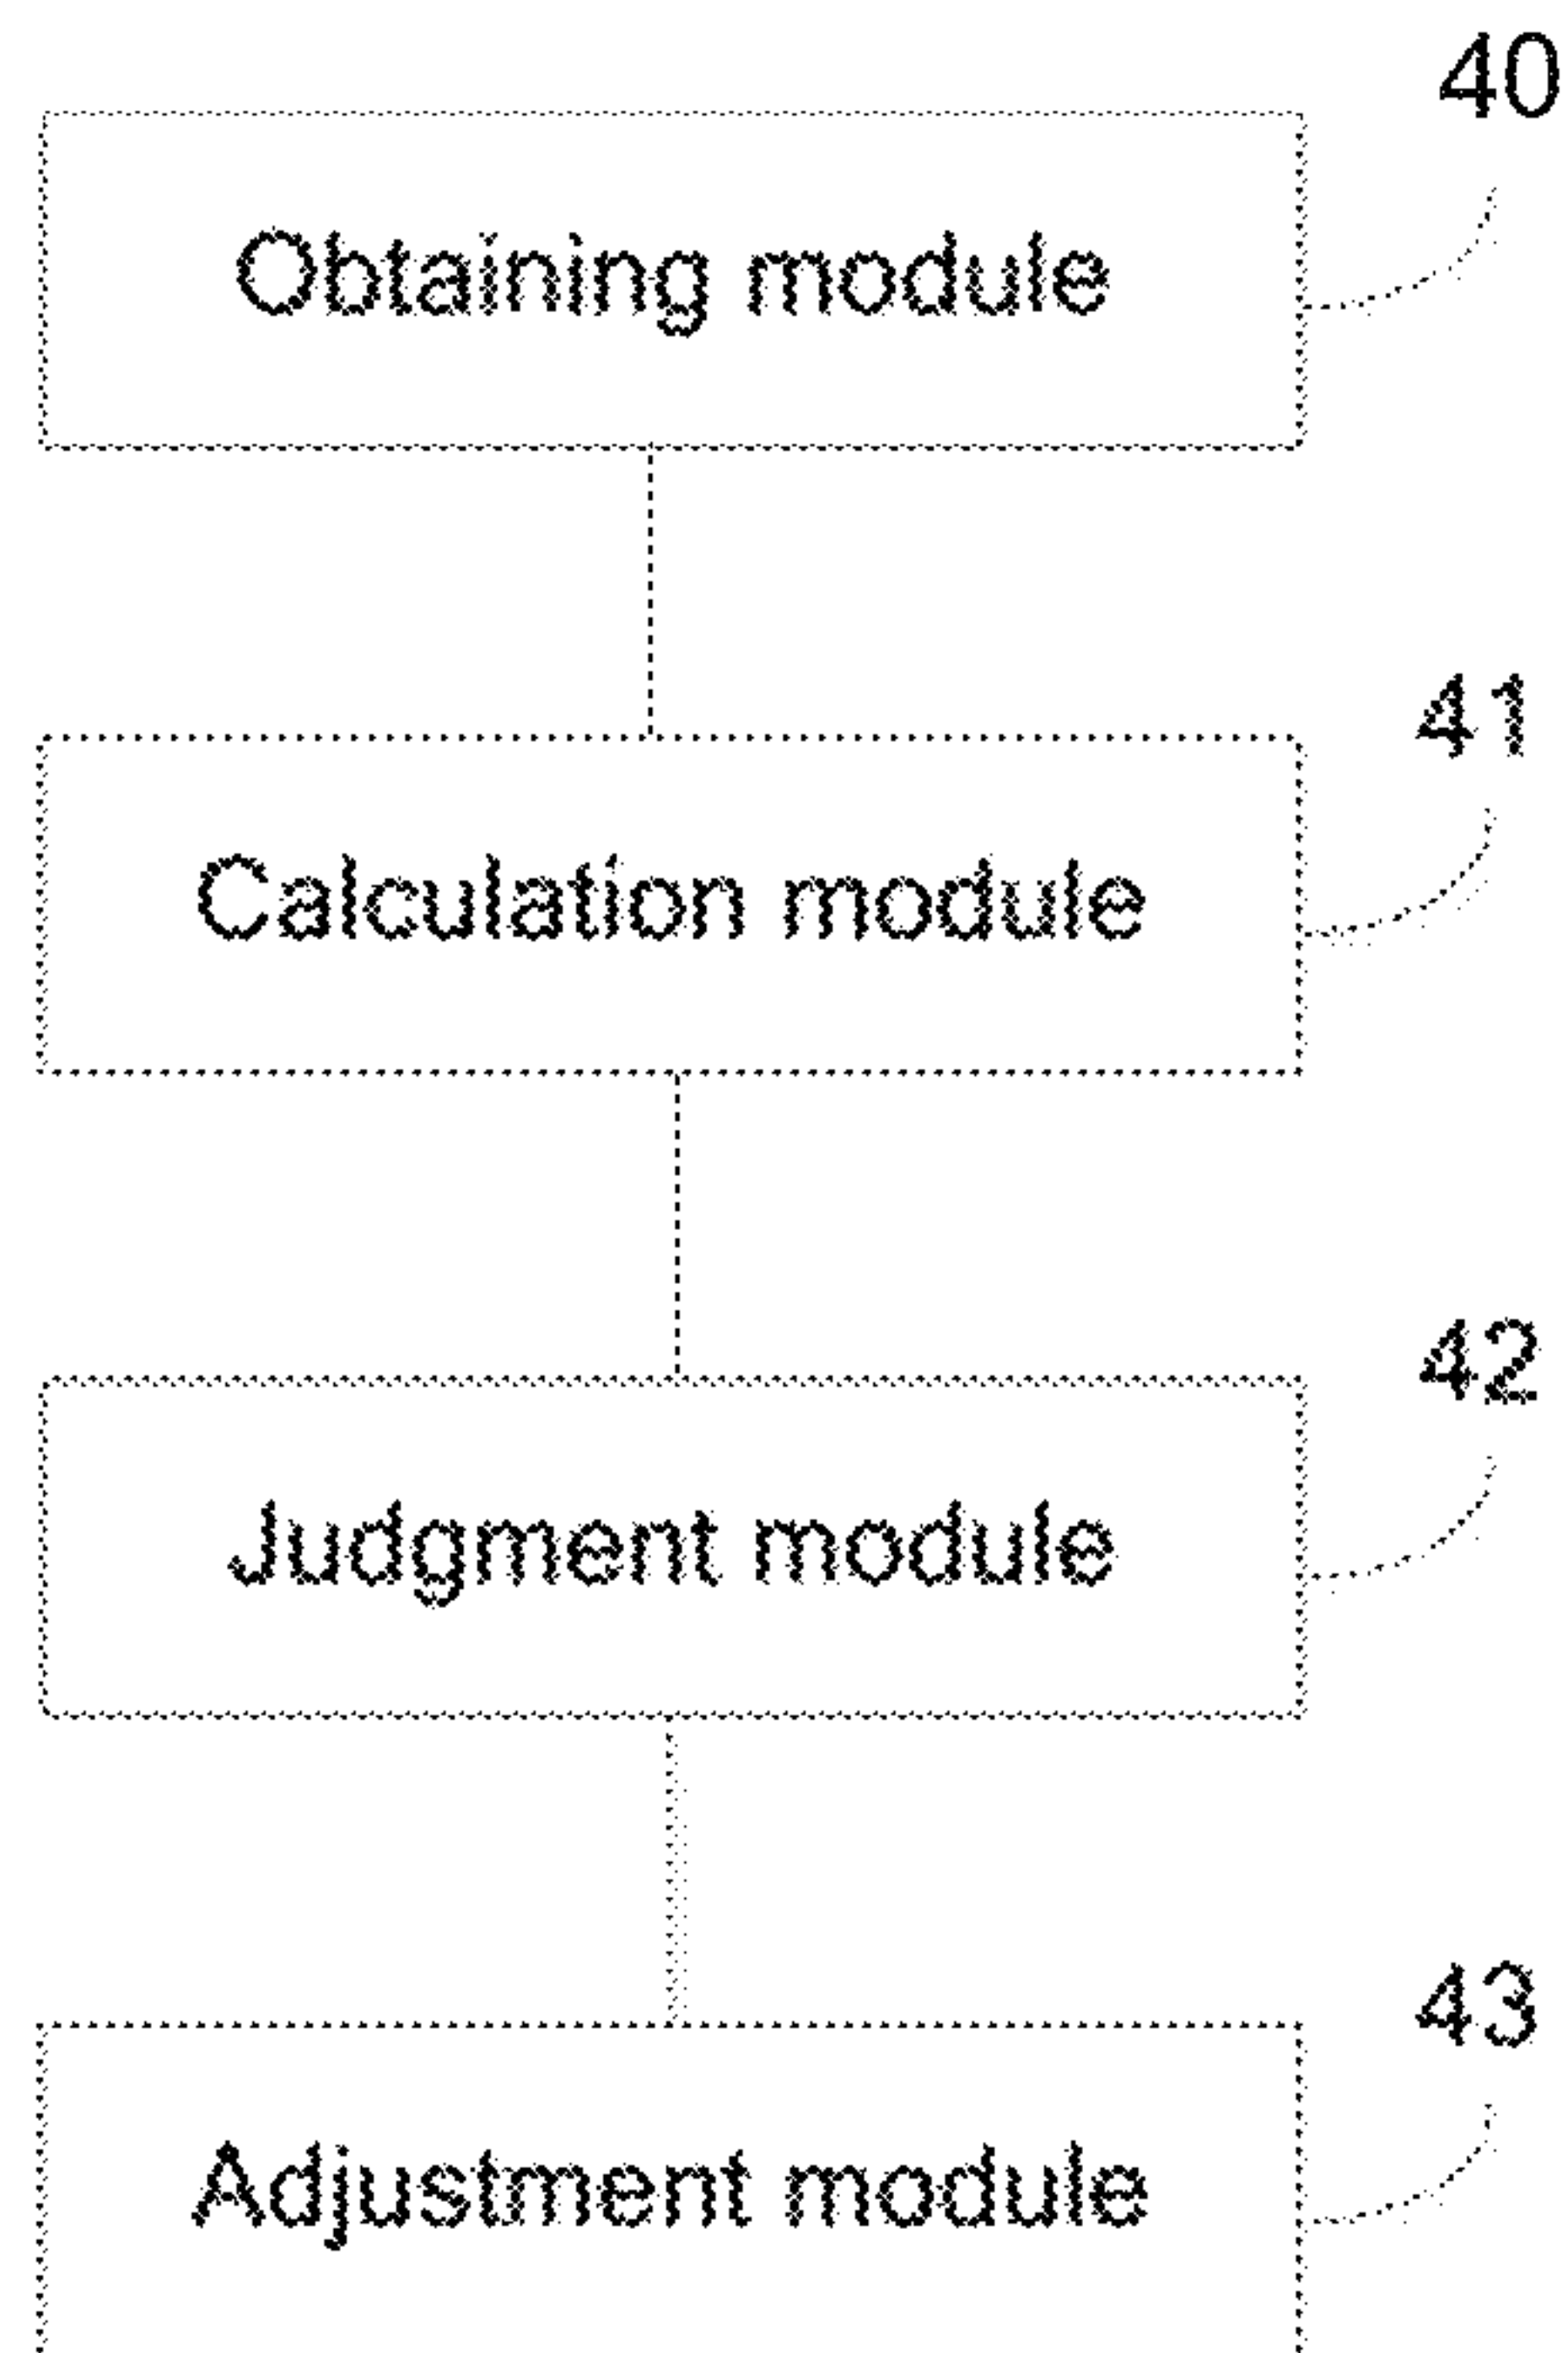 40
Obtaining module
41
Calculation module
42
Judgment module
43
Adjustment module